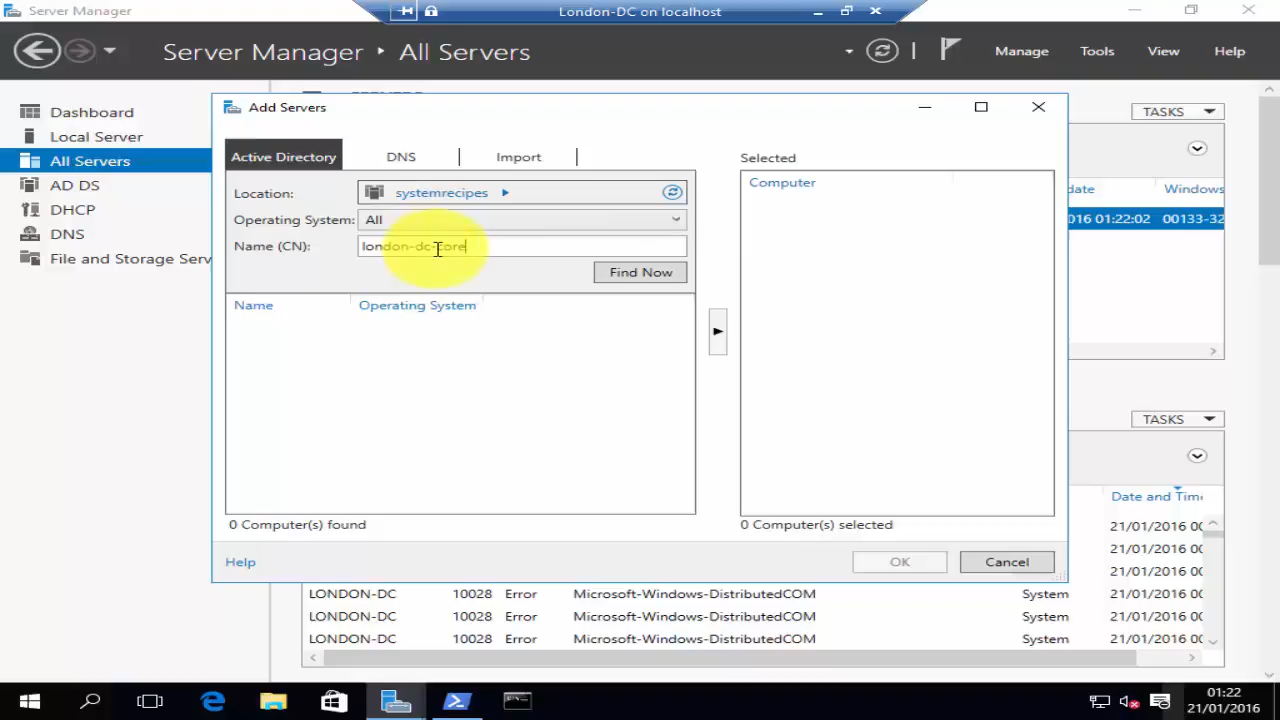 Server Manager
London-DC on localhost
Server Manager ‣ All Servers
Manage Tools View Help
Dashboard
Local Server
All Servers
AD DS
DHCP
DNS
File and Storage Serv
Add Servers
Active Directory
DNS
Import
Location:
systemrecipes
Operating System:
All
Name (CN):
london-dc-core
Find Now
Name
Operating System
0 Computer(s) found
Selected
Computer
0 Computer(s) selected
Help
OK
Cancel
TASKS
date
Windows
016 01:22:02 00133-32
TASKS
Date and Time
21/01/2016 00
21/01/2016 00
21/01/2016 00
LONDON-DC 10028 Error Microsoft-Windows-DistributedCOM System 21/01/2016 00
LONDON-DC 10028 Error Microsoft-Windows-DistributedCOM System 21/01/2016 00
LONDON-DC 10028 Error Microsoft-Windows-DistributedCOM System 21/01/2016 00
01:22
21/01/2016